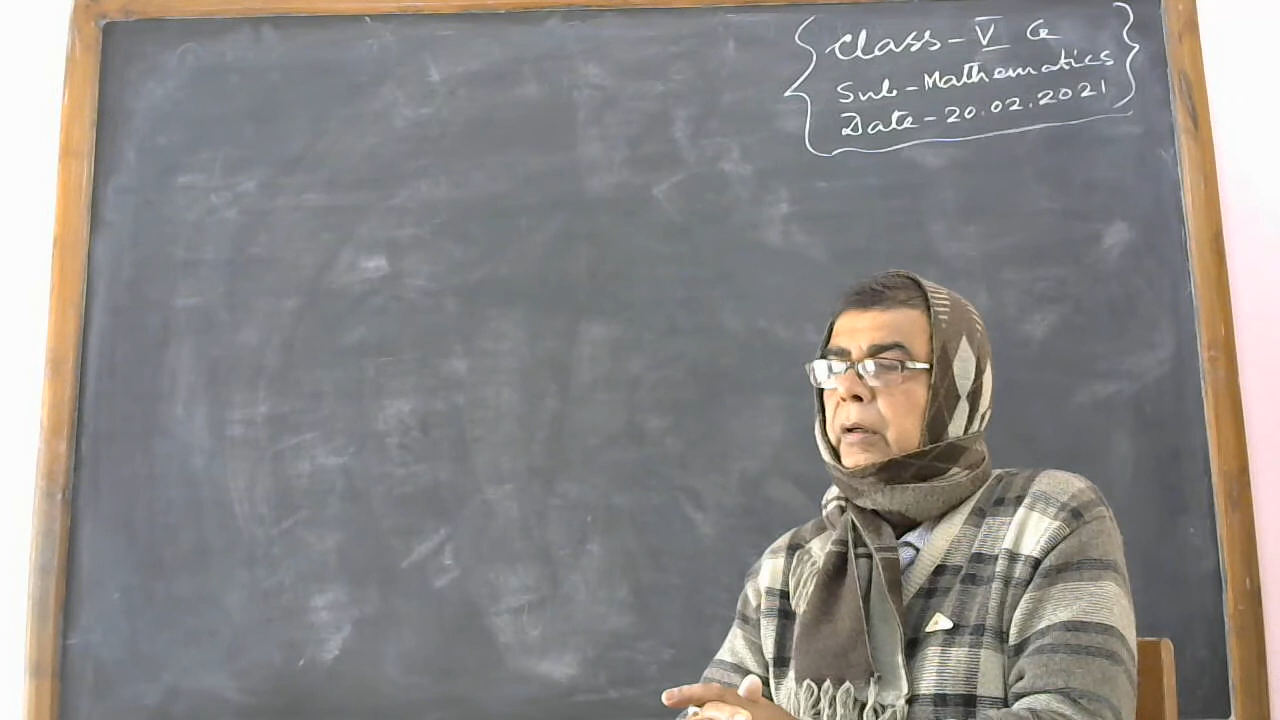 Class - V G
Sub - Mathematics
Date - 20.02.2021